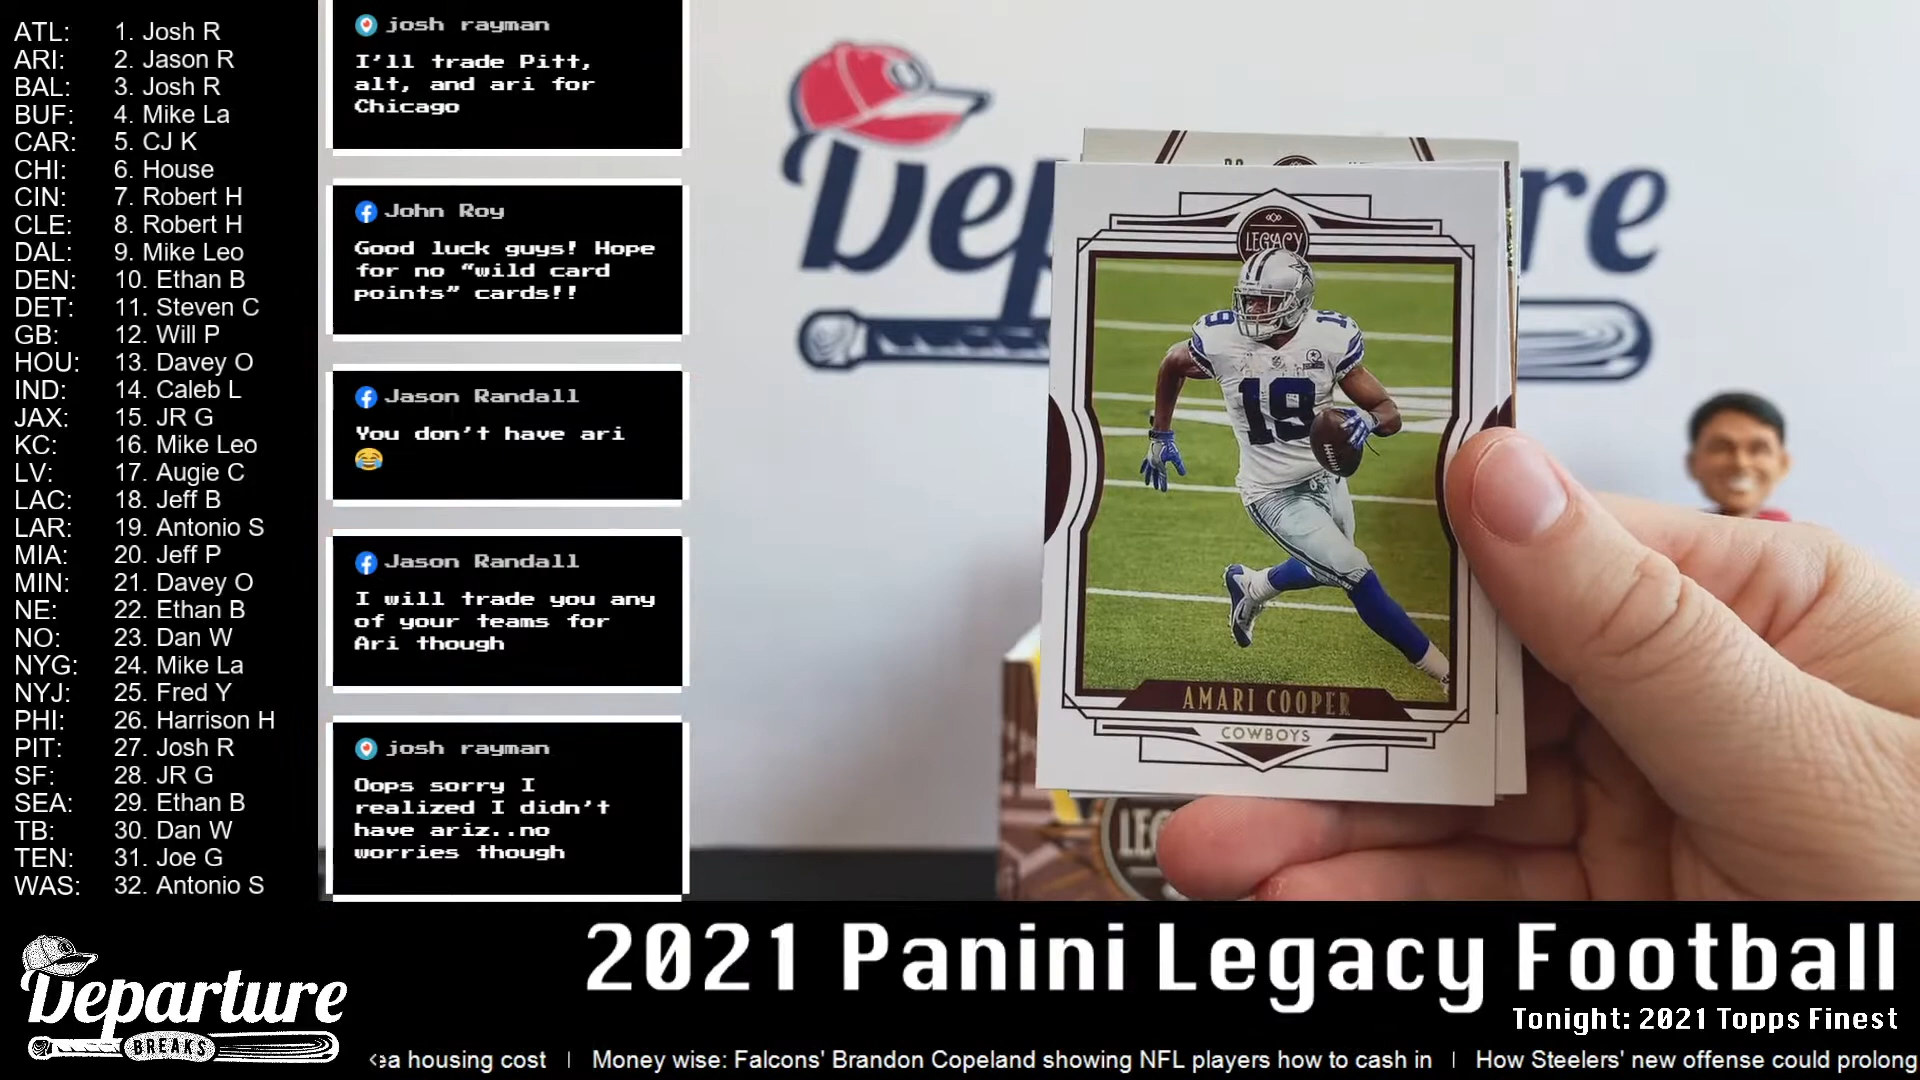 ATL: 1. Josh R
ARI: 2. Jason R
BAL: 3. Josh R
BUF: 4. Mike La
CAR: 5. CJ K
CHI: 6. House
CIN: 7. Robert H
CLE: 8. Robert H
DAL: 9. Mike Leo
DEN: 10. Ethan B
DET: 11. Steven C
GB: 12. Will P
HOU: 13. Davey O
IND: 14. Caleb L
JAX: 15. JR G
KC: 16. Mike Leo
LV: 17. Augie C
LAC: 18. Jeff B
LAR: 19. Antonio S
MIA: 20. Jeff P
MIN: 21. Davey O
NE: 22. Ethan B
NO: 23. Dan W
NYG: 24. Mike La
NYJ: 25. Fred Y
PHI: 26. Harrison H
PIT: 27. Josh R
SF: 28. JR G
SEA: 29. Ethan B
TB: 30. Dan W
TEN: 31. Joe G
WAS: 32. Antonio S
josh rayman
I'll trade Pitt,
alt, and ari for
Chicago
John Roy
Good luck guys! Hope
for no “wild card
points” cards!!
Jason Randall
You don't have ari
😂
Jason Randall
I will trade you any
of your teams for
Ari though
josh rayman
Oops sorry I
realized I didn't
have ariz..no
worries though
Dep re
LEGACY
19 19
19
AMARI COOPER
COWBOYS
LEG
2021 Panini Legacy Football
Tonight: 2021 Topps Finest
Departure
BREAKS
ea housing cost | Money wise: Falcons' Brandon Copeland showing NFL players how to cash in | How Steelers' new offense could prolong